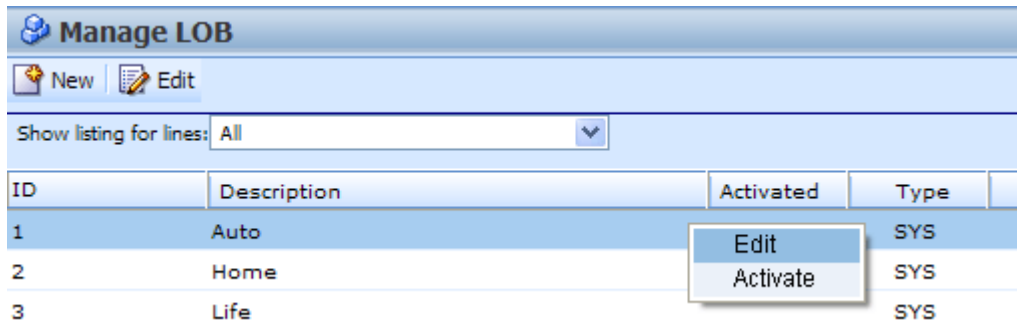 Manage LOB
New Edit
Show listing for lines: All
ID Description Activated Type
1 Auto SYS
Edit
2 Home SYS
Activate
3 Life SYS